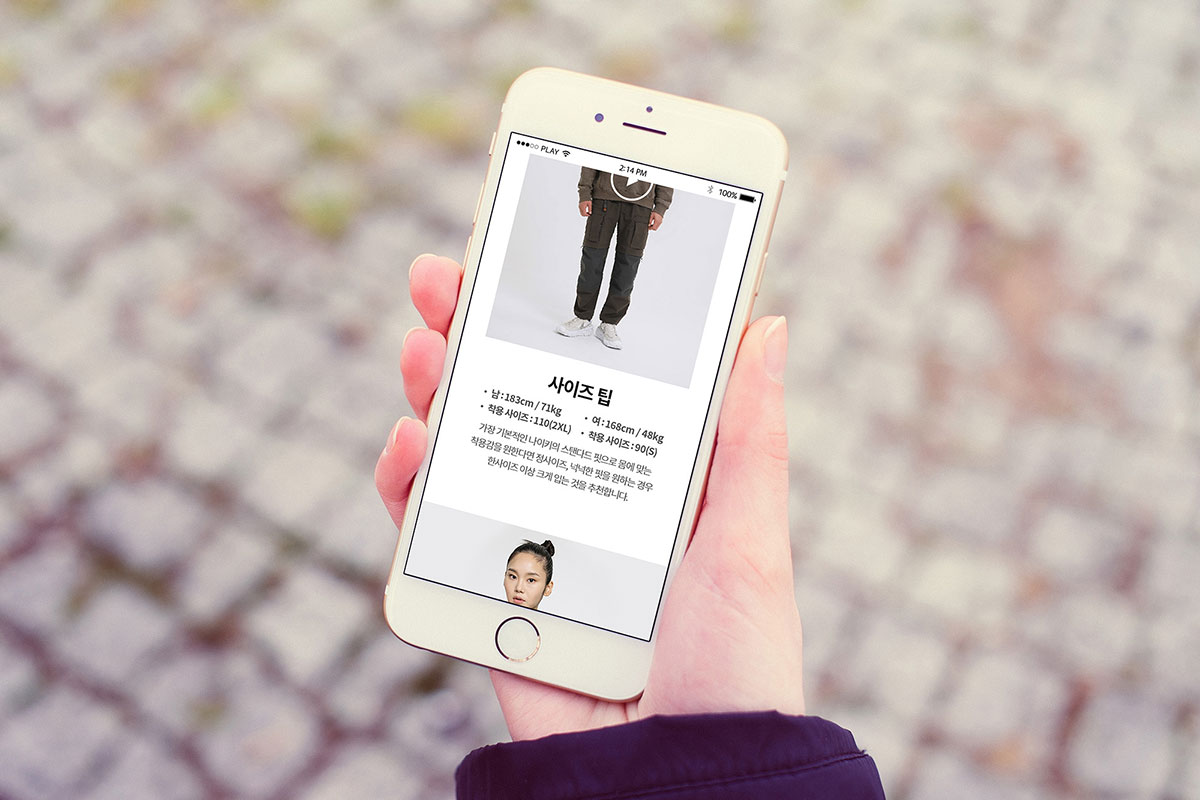 PLAY
2:14 PM
100%
사이즈 팁
• 남 : 183cm / 71kg
• 착용 사이즈 : 110(2XL)
• 여 : 168cm / 48kg
• 착용 사이즈 : 90(S)
가장 기본적인 나이키의 스탠다드 핏으로 몸에 맞는
착용감을 원한다면 정사이즈, 넉넉한 핏을 원하는 경우
한사이즈 이상 크게 입는 것을 추천합니다.